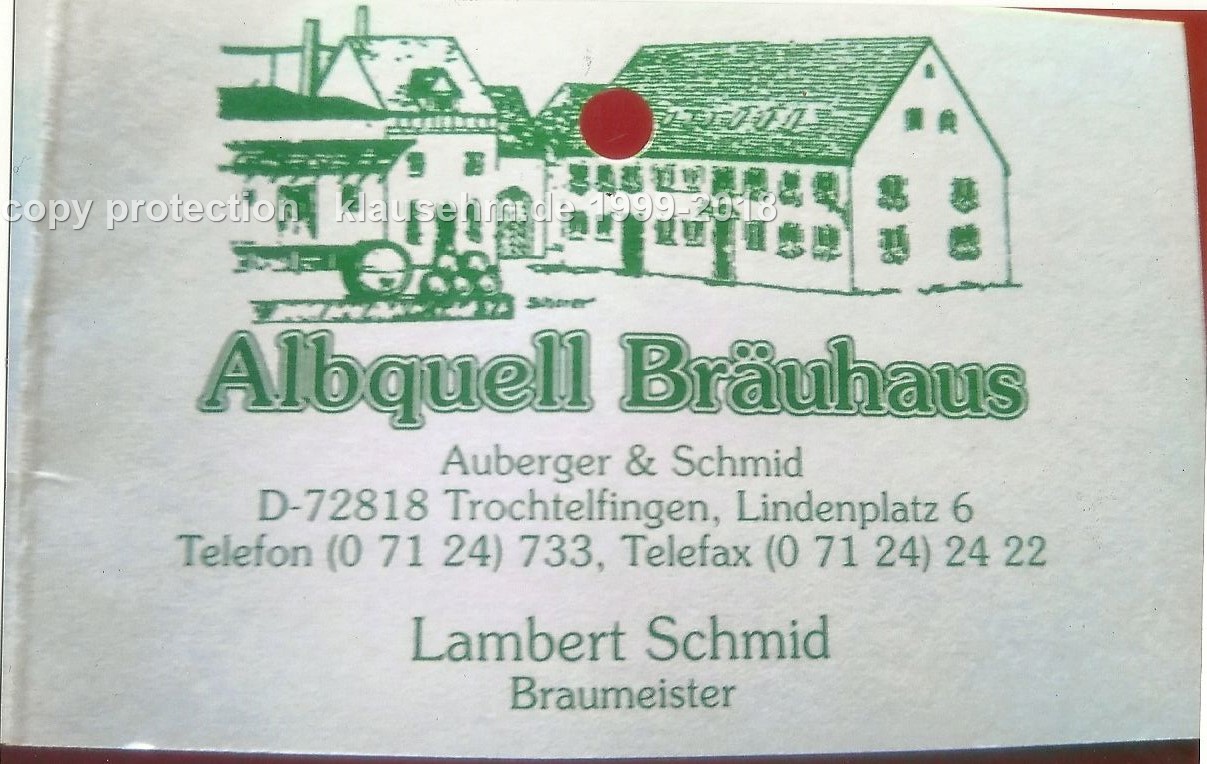 copy protection klausehm.de 1999-2018
Albquell Bräuhaus
Auberger & Schmid
D-72818 Trochtelfingen, Lindenplatz 6
Telefon (0 71 24) 733, Telefax (0 71 24) 24 22
Lambert Schmid
Braumeister